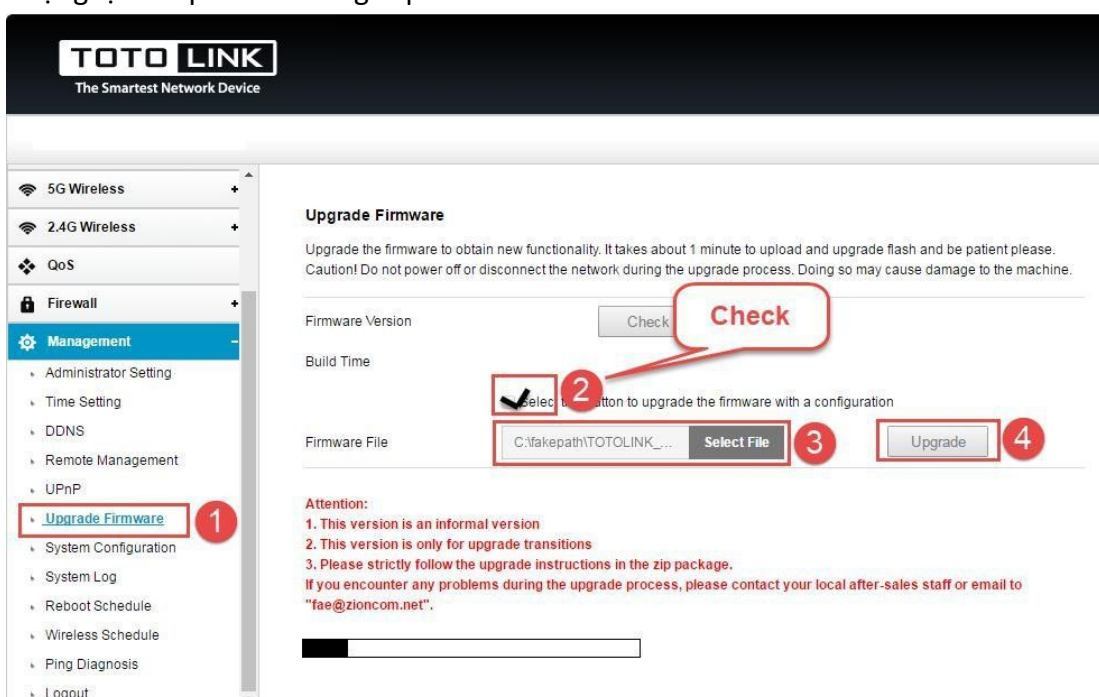 TOTO LINK
The Smartest Network Device
5G Wireless +
2.4G Wireless +
QoS
Firewall +
Management -
Administrator Setting
Time Setting
DDNS
Remote Management
UPnP
Upgrade Firmware
1
System Configuration
System Log
Reboot Schedule
Wireless Schedule
Ping Diagnosis
Logout
Upgrade Firmware
Upgrade the firmware to obtain new functionality. It takes about 1 minute to upload and upgrade flash and be patient please.
Caution! Do not power off or disconnect the network during the upgrade process. Doing so may cause damage to the machine.
Firmware Version
Check
Check
Build Time
2
button to upgrade the firmware with a configuration
Firmware File
C:\fakepath\TOTOLINK_...
Select File
3
Upgrade
4
Attention:
1. This version is an informal version
2. This version is only for upgrade transitions
3. Please strictly follow the upgrade instructions in the zip package.
If you encounter any problems during the upgrade process, please contact your local after-sales staff or email to
"fae@zioncom.net".